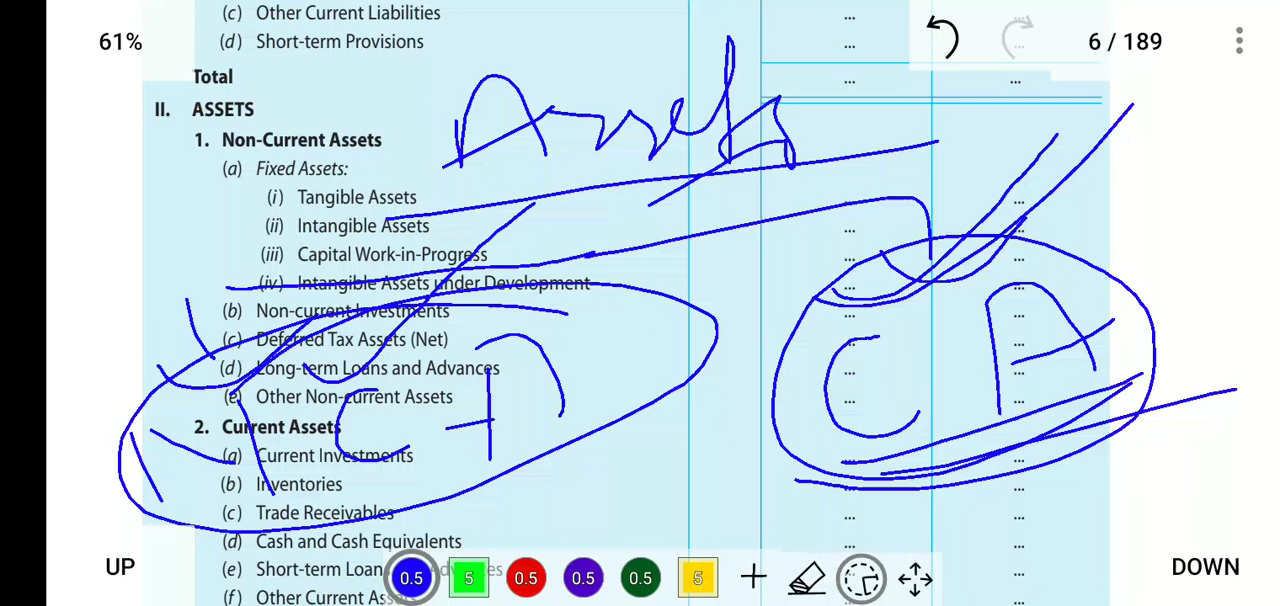 (c) Other Current Liabilities ... ...
61% (d) Short-term Provisions ... ... 6 / 189
Total ... ...
II. ASSETS
Assets
1. Non-Current Assets
(a) Fixed Assets:
(i) Tangible Assets ...
(ii) Intangible Assets ... ...
(iii) Capital Work-in-Progress ... ...
(iv) Intangible Assets under Development ... ...
(b) Non-current Investments ... ...
(c) Deferred Tax Assets (Net) ... ...
(d) Long-term Loans and Advances ... ...
(e) Other Non-current Assets ... ...
NCA CA
2. Current Assets
(a) Current Investments ... ...
(b) Inventories ... ...
(c) Trade Receivables ... ...
(d) Cash and Cash Equivalents ... ...
UP (e) Short-term ... DOWN
0.5 5 0.5 0.5 0.5 5
(f) Other Current ... ...